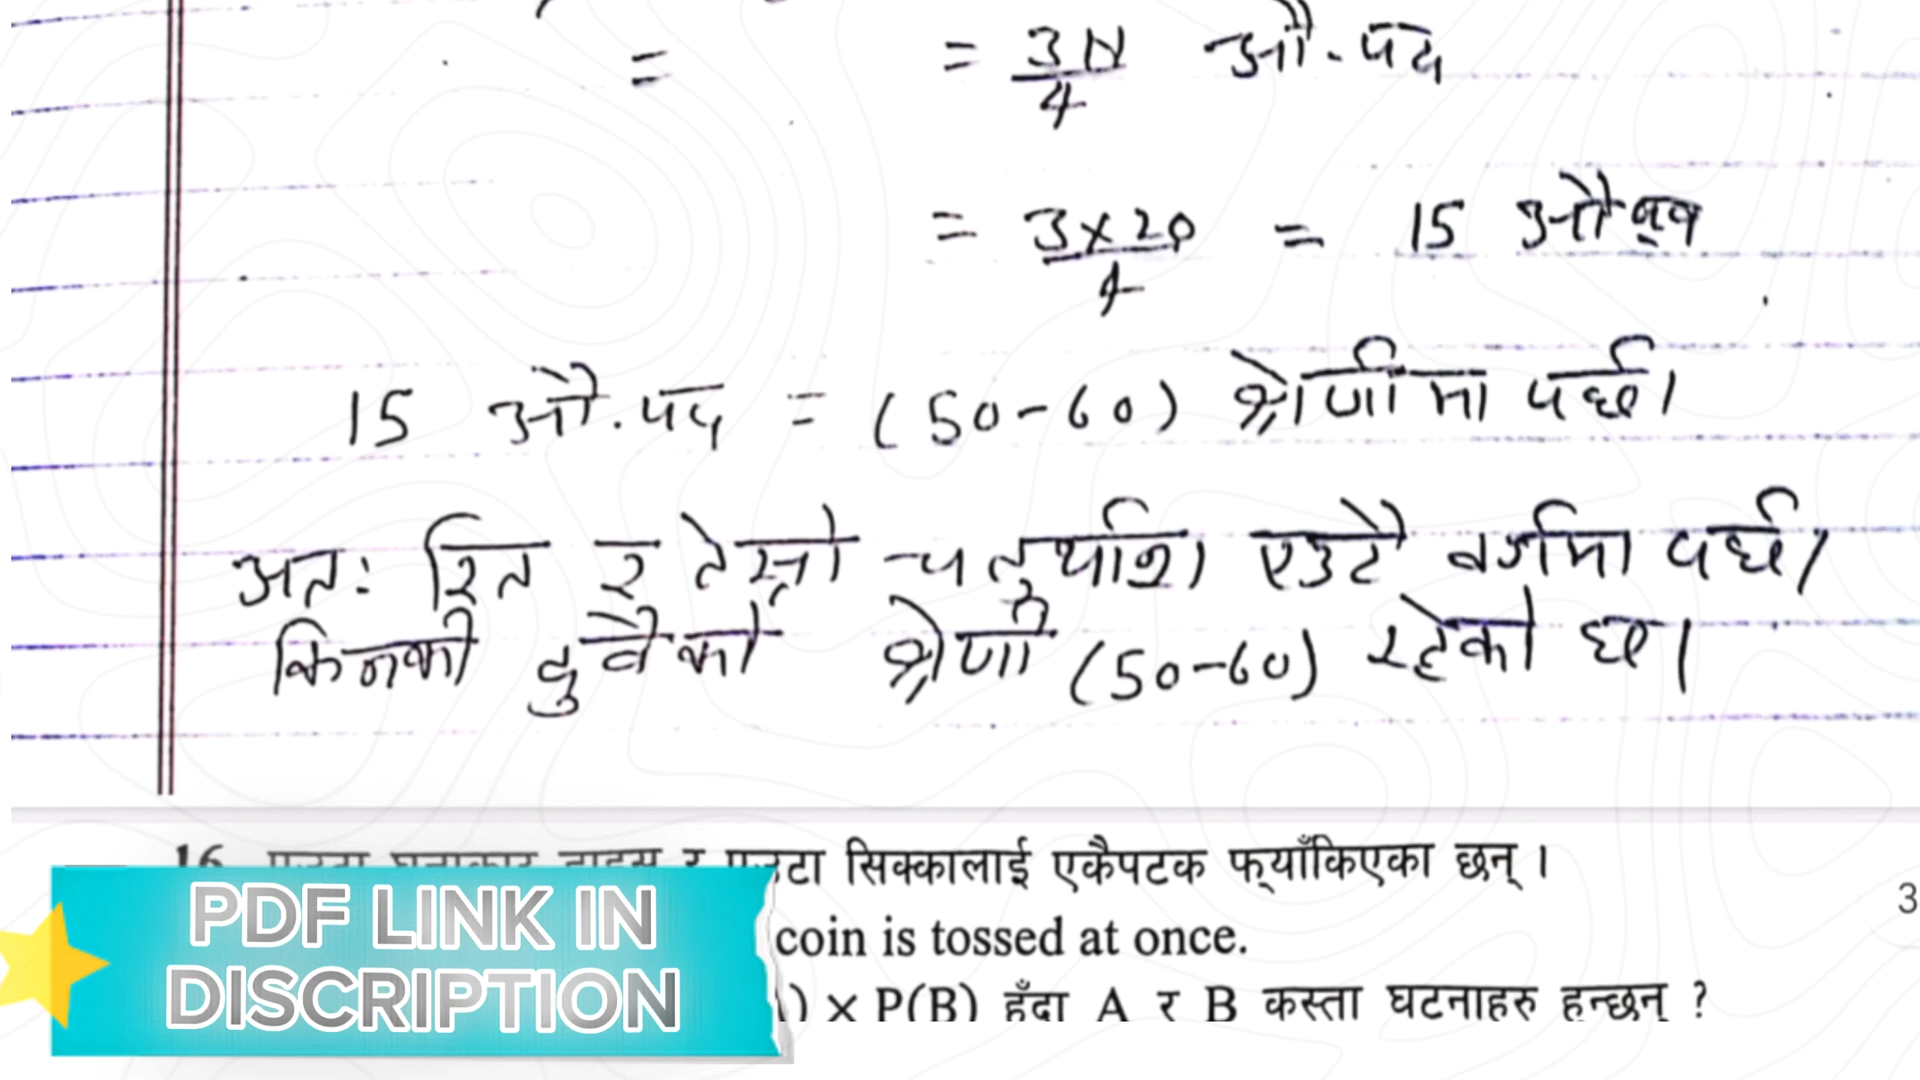 =
= 3N/4 औ.पद
= 3×20/4 = 15 औ पद
15 औ.पद = (50-60) श्रेणीमा पर्छ।
अतः रित र तेस्रो चतुर्थांश एउटै वर्गमा पर्छ।
किनकी दुवैको श्रेणी (50-60) रहेको छ।
16 सिक्कालाई एकैपटक फ्याँकिएका छन् ।
3
coin is tossed at once.
) × P(B) हुँदा A र B कस्ता घटनाहरु हुन्छन् ?
PDF LINK IN
DISCRIPTION